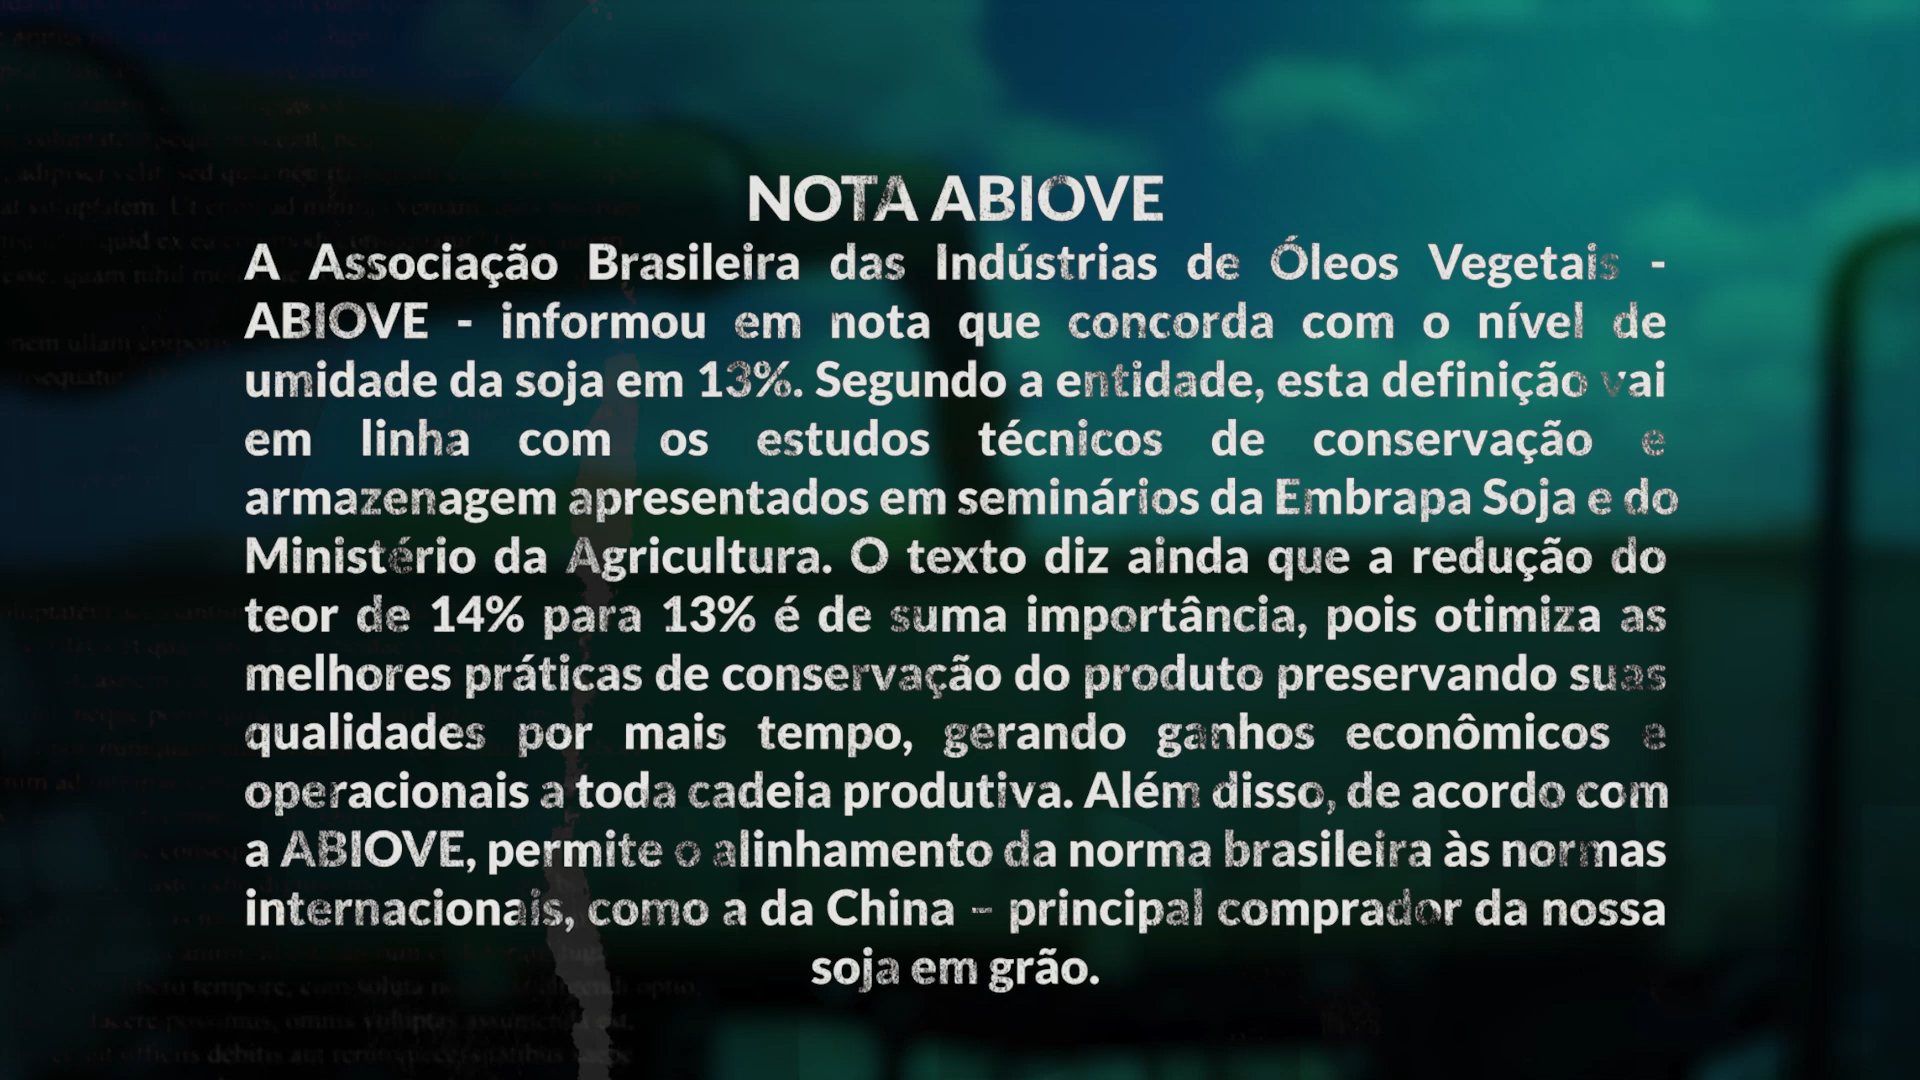 NOTA ABIOVE
A Associação Brasileira das Indústrias de Óleos Vegetais -
ABIOVE - informou em nota que concorda com o nível de
umidade da soja em 13%. Segundo a entidade, esta definição vai
em linha com os estudos técnicos de conservação e
armazenagem apresentados em seminários da Embrapa Soja e do
Ministério da Agricultura. O texto diz ainda que a redução do
teor de 14% para 13% é de suma importância, pois otimiza as
melhores práticas de conservação do produto preservando suas
qualidades por mais tempo, gerando ganhos econômicos e
operacionais a toda cadeia produtiva. Além disso, de acordo com
a ABIOVE, permite o alinhamento da norma brasileira às normas
internacionais, como a da China – principal comprador da nossa
soja em grão.